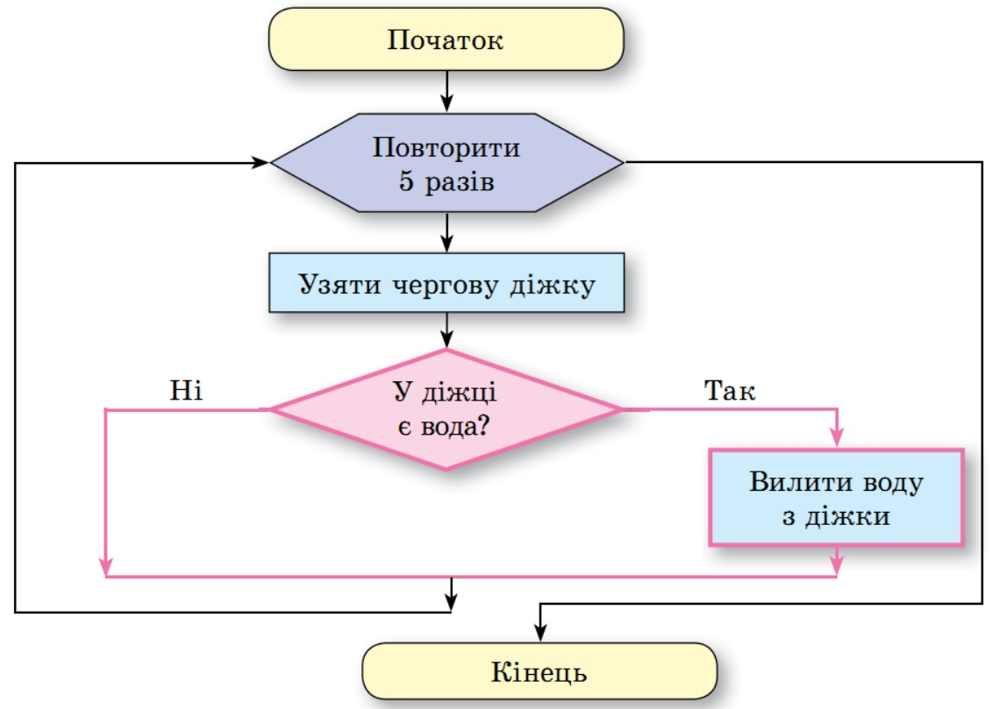 Початок
Повторити
5 разів
Узяти чергову діжку
Ні
У діжці
є вода?
Так
Вилити воду
з діжки
Кінець